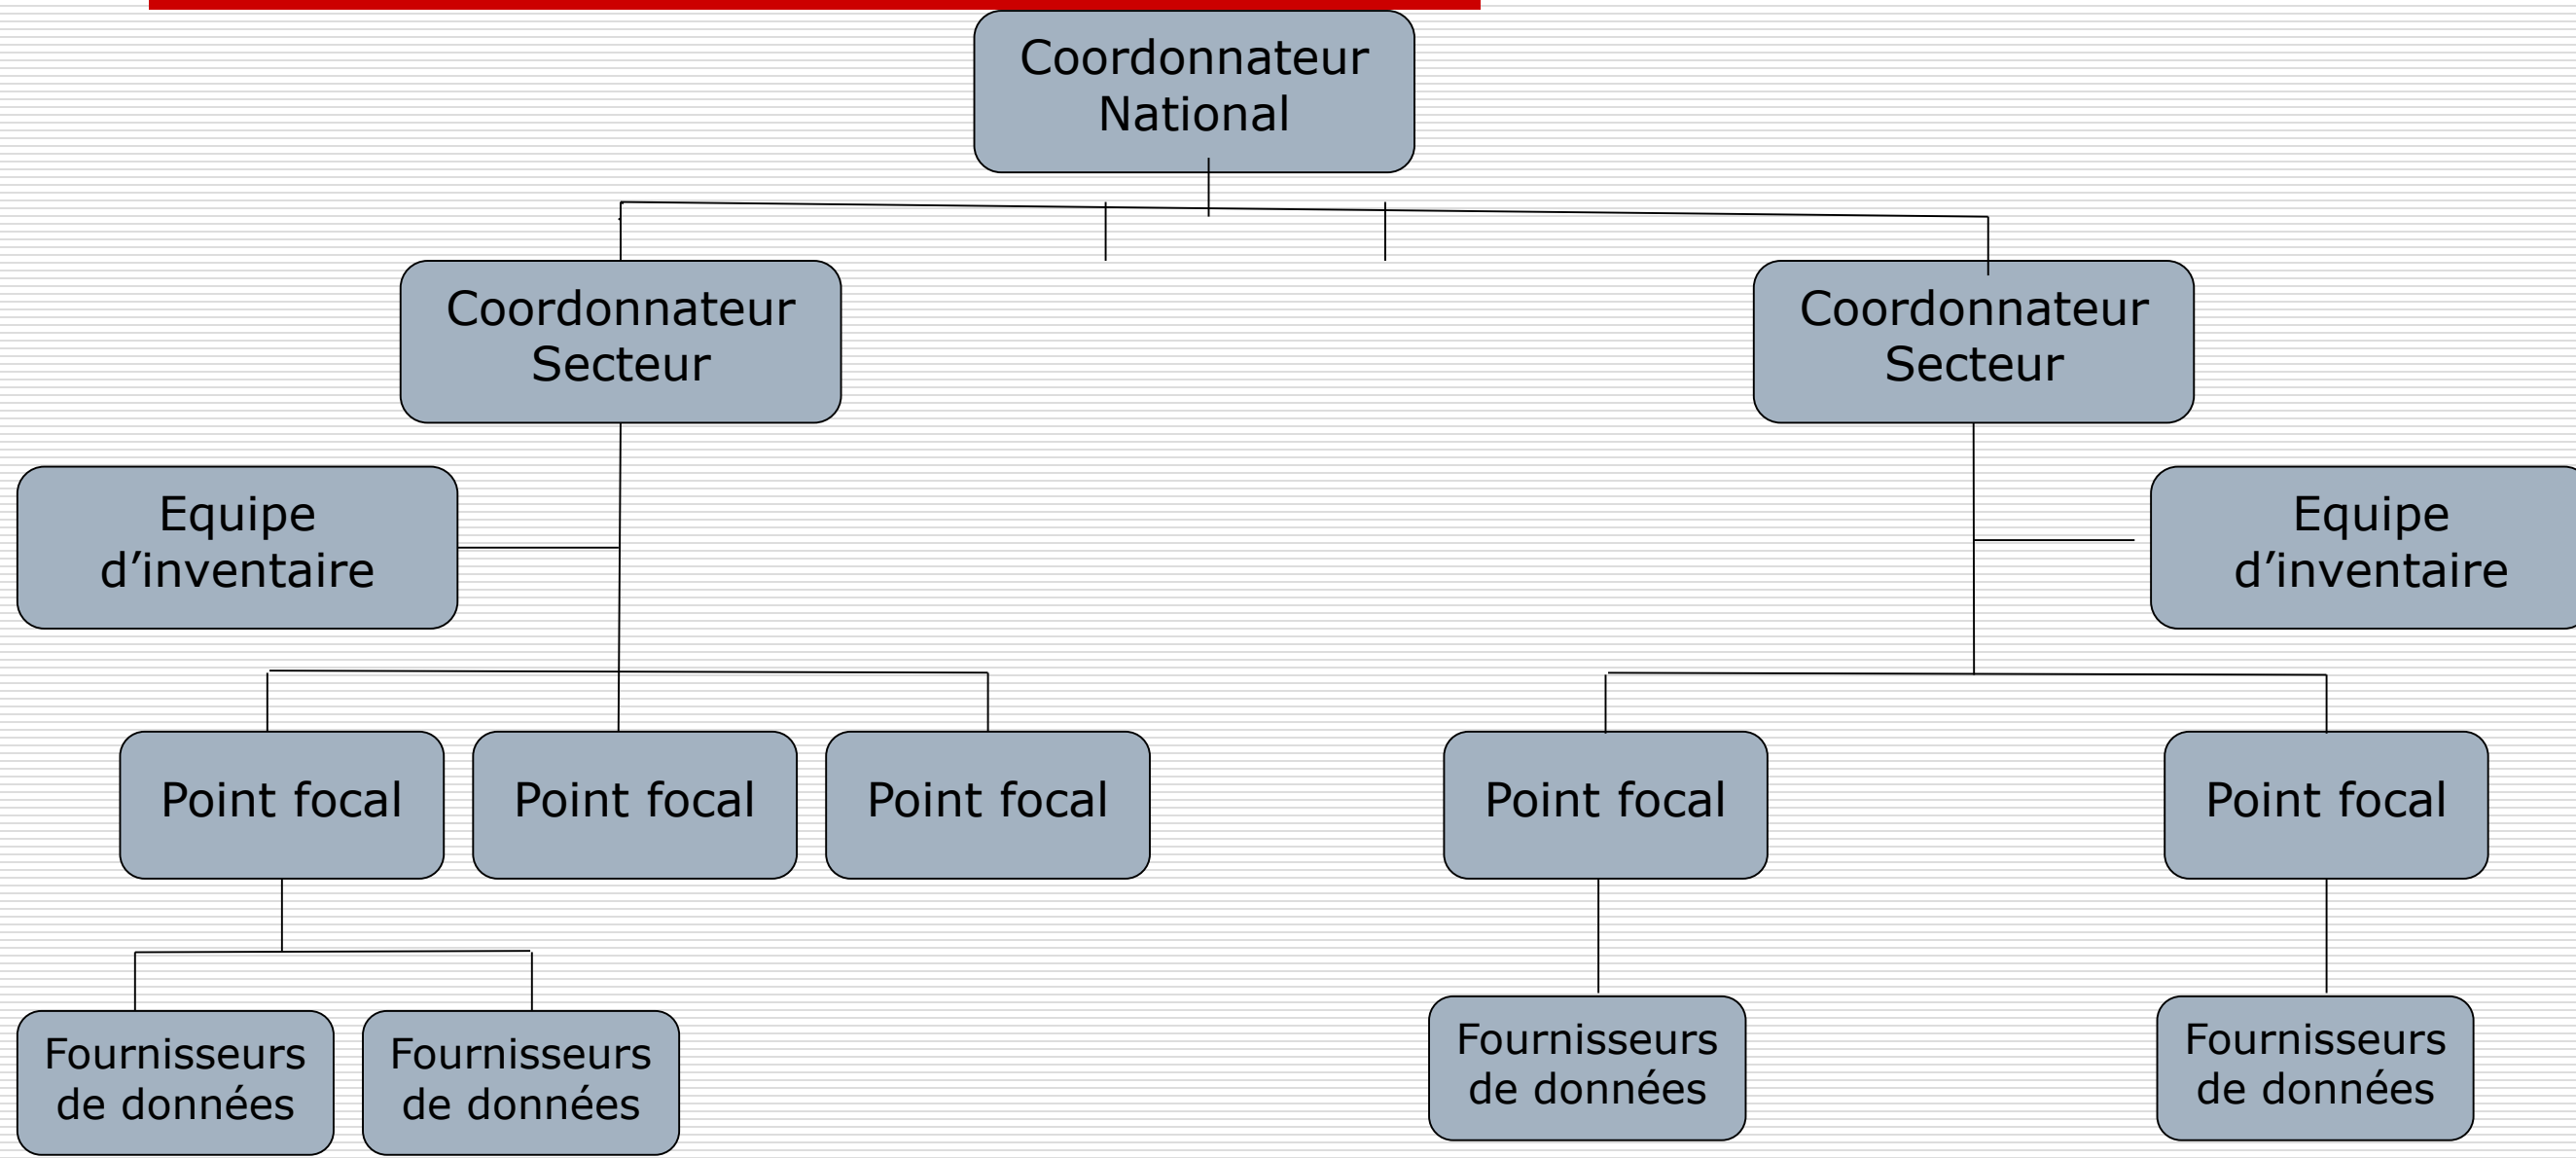 Coordonnateur
National
Coordonnateur
Secteur
Coordonnateur
Secteur
Equipe
d’inventaire
Equipe
d’inventaire
Point focal
Point focal
Point focal
Point focal
Point focal
Fournisseurs
de données
Fournisseurs
de données
Fournisseurs
de données
Fournisseurs
de données